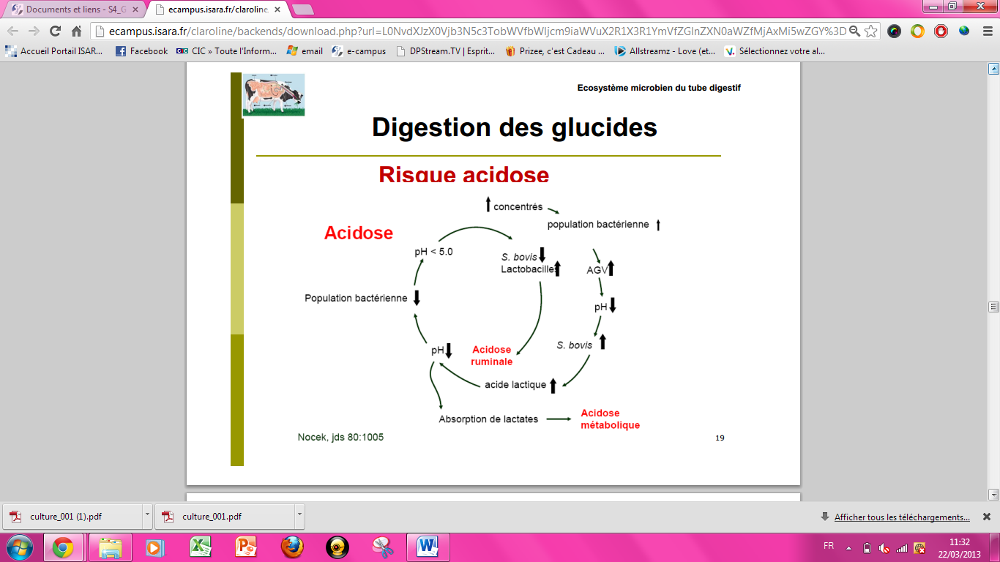 Documents et liens - S4_G
ecampus.isara.fr/claroline
ecampus.isara.fr/claroline/backends/download.php?url=L0NvdXJzX0Vjb3N5c3TobWVfbWljcm9iaWVuX2R1X3R1YmVfZGlnZXN0aWZfMjAxMi5wZGY%3D
Accueil Portail ISAR...
Facebook
CIC » Toute l'Inform...
email
e-campus
DPStream.TV | Esprit...
Prizee, c'est Cadeau ...
Allstreamz - Love (et...
Sélectionnez votre al...
Ecosystème microbien du tube digestif
Digestion des glucides
Risque acidose
concentrés
population bactérienne
Acidose
pH < 5.0
S. bovis
Lactobacilles
AGV
Population bactérienne
pH
S. bovis
pH
Acidose
ruminale
acide lactique
Absorption de lactates
Acidose
métabolique
Nocek, jds 80:1005
19
culture_001 (1).pdf
culture_001.pdf
Afficher tous les téléchargements...
FR
11:32
22/03/2013